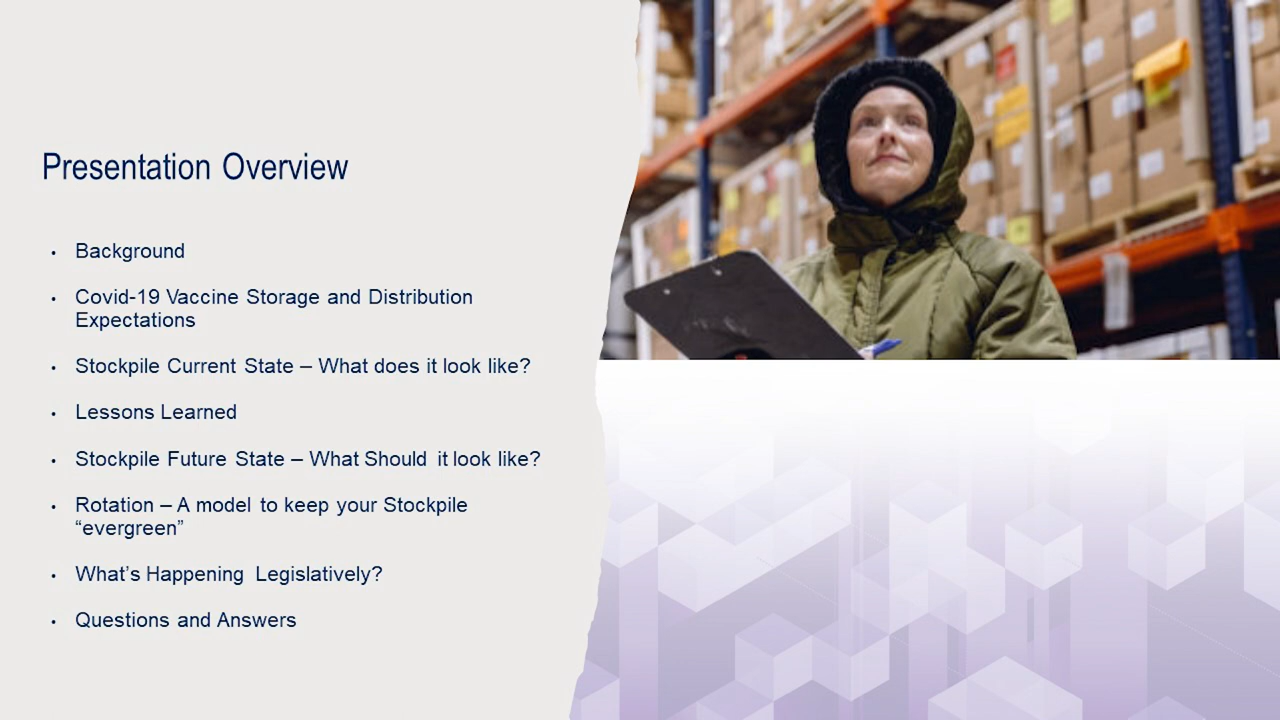 Presentation Overview
• Background
• Covid-19 Vaccine Storage and Distribution
Expectations
• Stockpile Current State – What does it look like?
• Lessons Learned
• Stockpile Future State – What Should it look like?
• Rotation – A model to keep your Stockpile
“evergreen”
• What’s Happening Legislatively?
• Questions and Answers